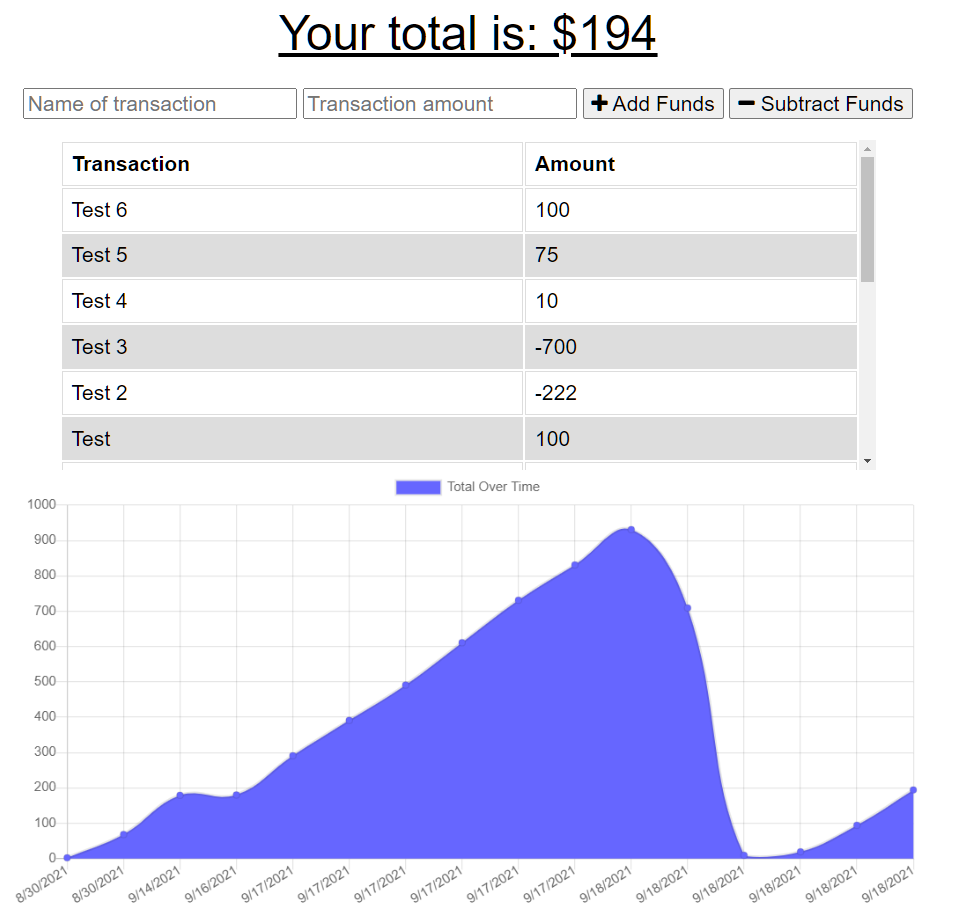 Your total is: $194
Name of transaction Transaction amount Add Funds Subtract Funds
Transaction Amount
Test 6 100
Test 5 75
Test 4 10
Test 3 -700
Test 2 -222
Test 100
Total Over Time
1000
900
800
700
600
500
400
300
200
100
0
8/30/2021 8/30/2021 9/14/2021 9/16/2021 9/17/2021 9/17/2021 9/17/2021 9/17/2021 9/17/2021 9/17/2021 9/18/2021 9/18/2021 9/18/2021 9/18/2021 9/18/2021 9/18/2021